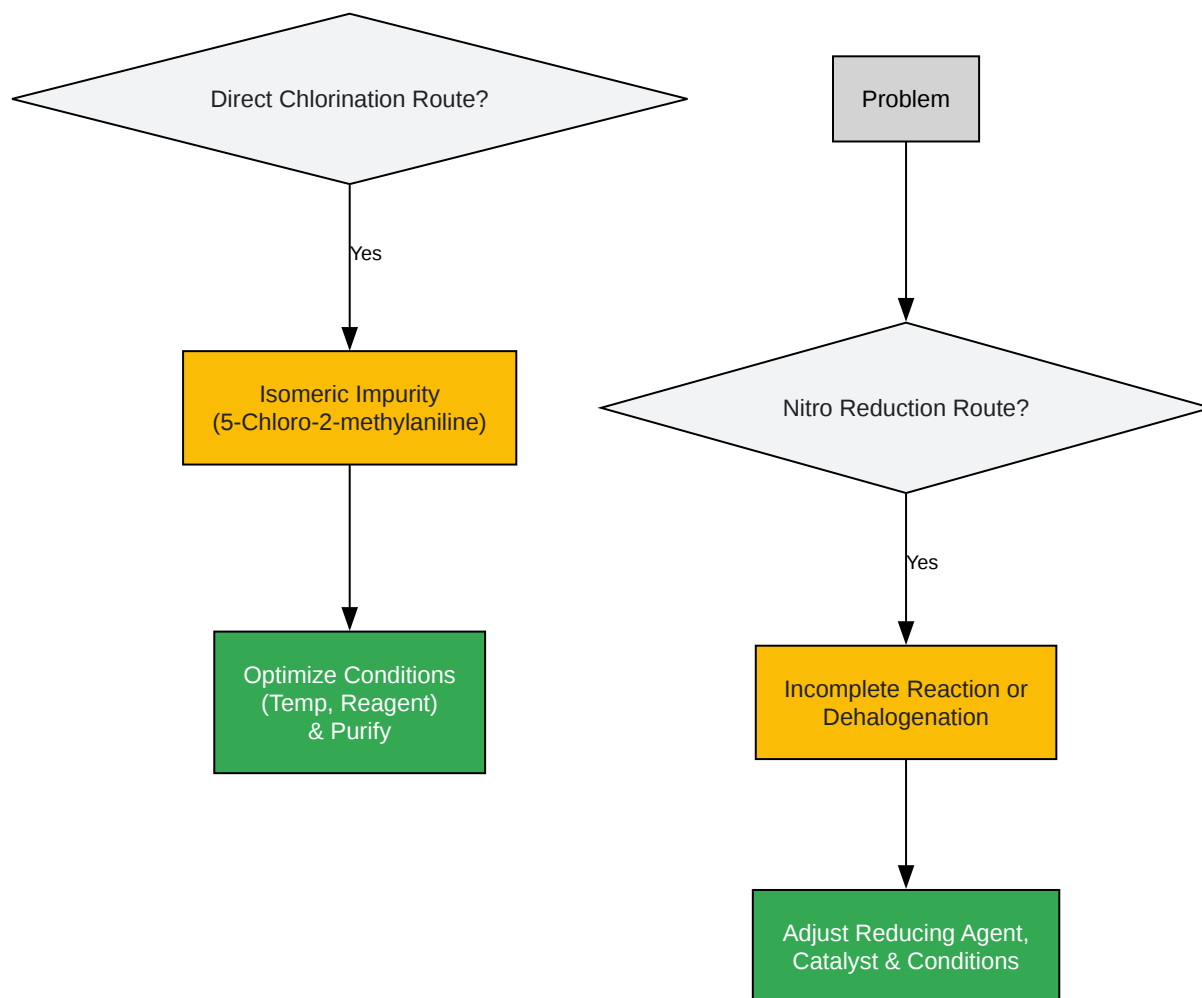 Direct Chlorination Route?
Yes
Isomeric Impurity
(5-Chloro-2-methylaniline)
Optimize Conditions
(Temp, Reagent)
& Purify
Problem
Nitro Reduction Route?
Yes
Incomplete Reaction or
Dehalogenation
Adjust Reducing Agent,
Catalyst & Conditions